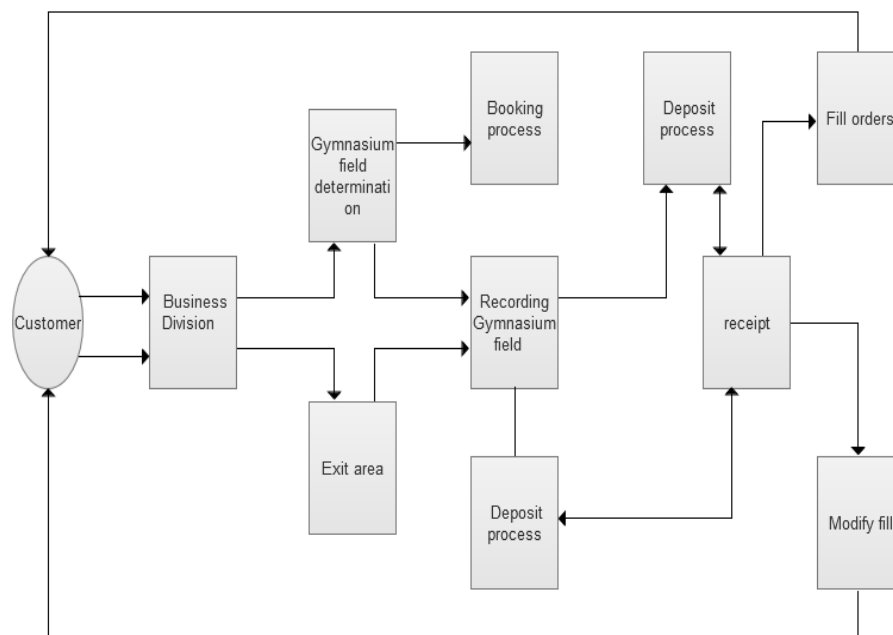 Booking
process
Deposit
process
Fill orders
Gymnasium
field
determinati
on
Customer
Business
Division
Recording
Gymnasium
field
receipt
Exit area
Deposit
process
Modify fill